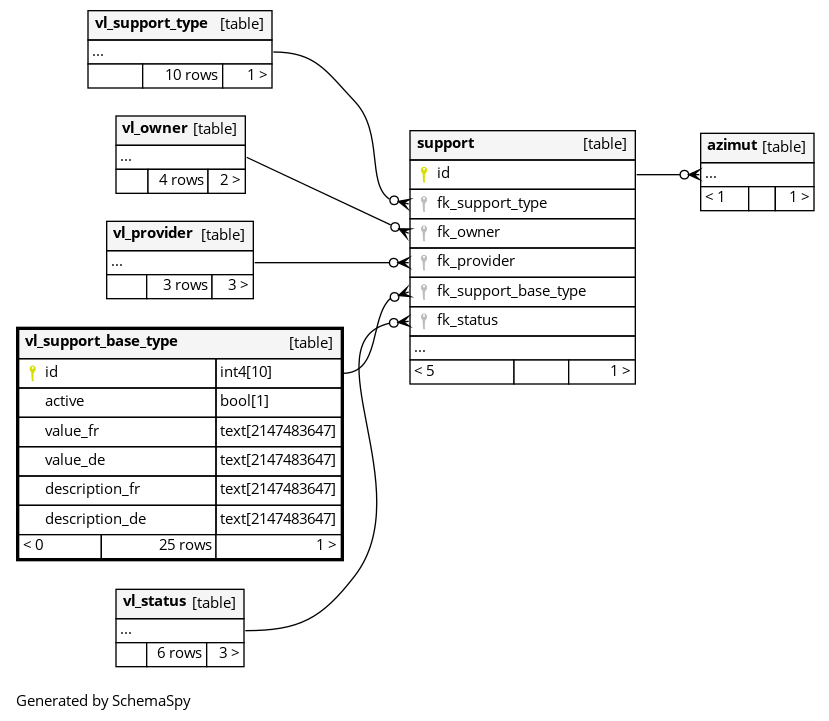 vl_support_type [table]
...
10 rows 1 >
vl_owner [table]
...
4 rows 2 >
vl_provider [table]
...
3 rows 3 >
vl_support_base_type [table]
id int4[10]
active bool[1]
value_fr text[2147483647]
value_de text[2147483647]
description_fr text[2147483647]
description_de text[2147483647]
< 0 25 rows 1 >
vl_status [table]
...
6 rows 3 >
support [table]
id
fk_support_type
fk_owner
fk_provider
fk_support_base_type
fk_status
...
< 5 1 >
azimut [table]
...
< 1 1 >
Generated by SchemaSpy